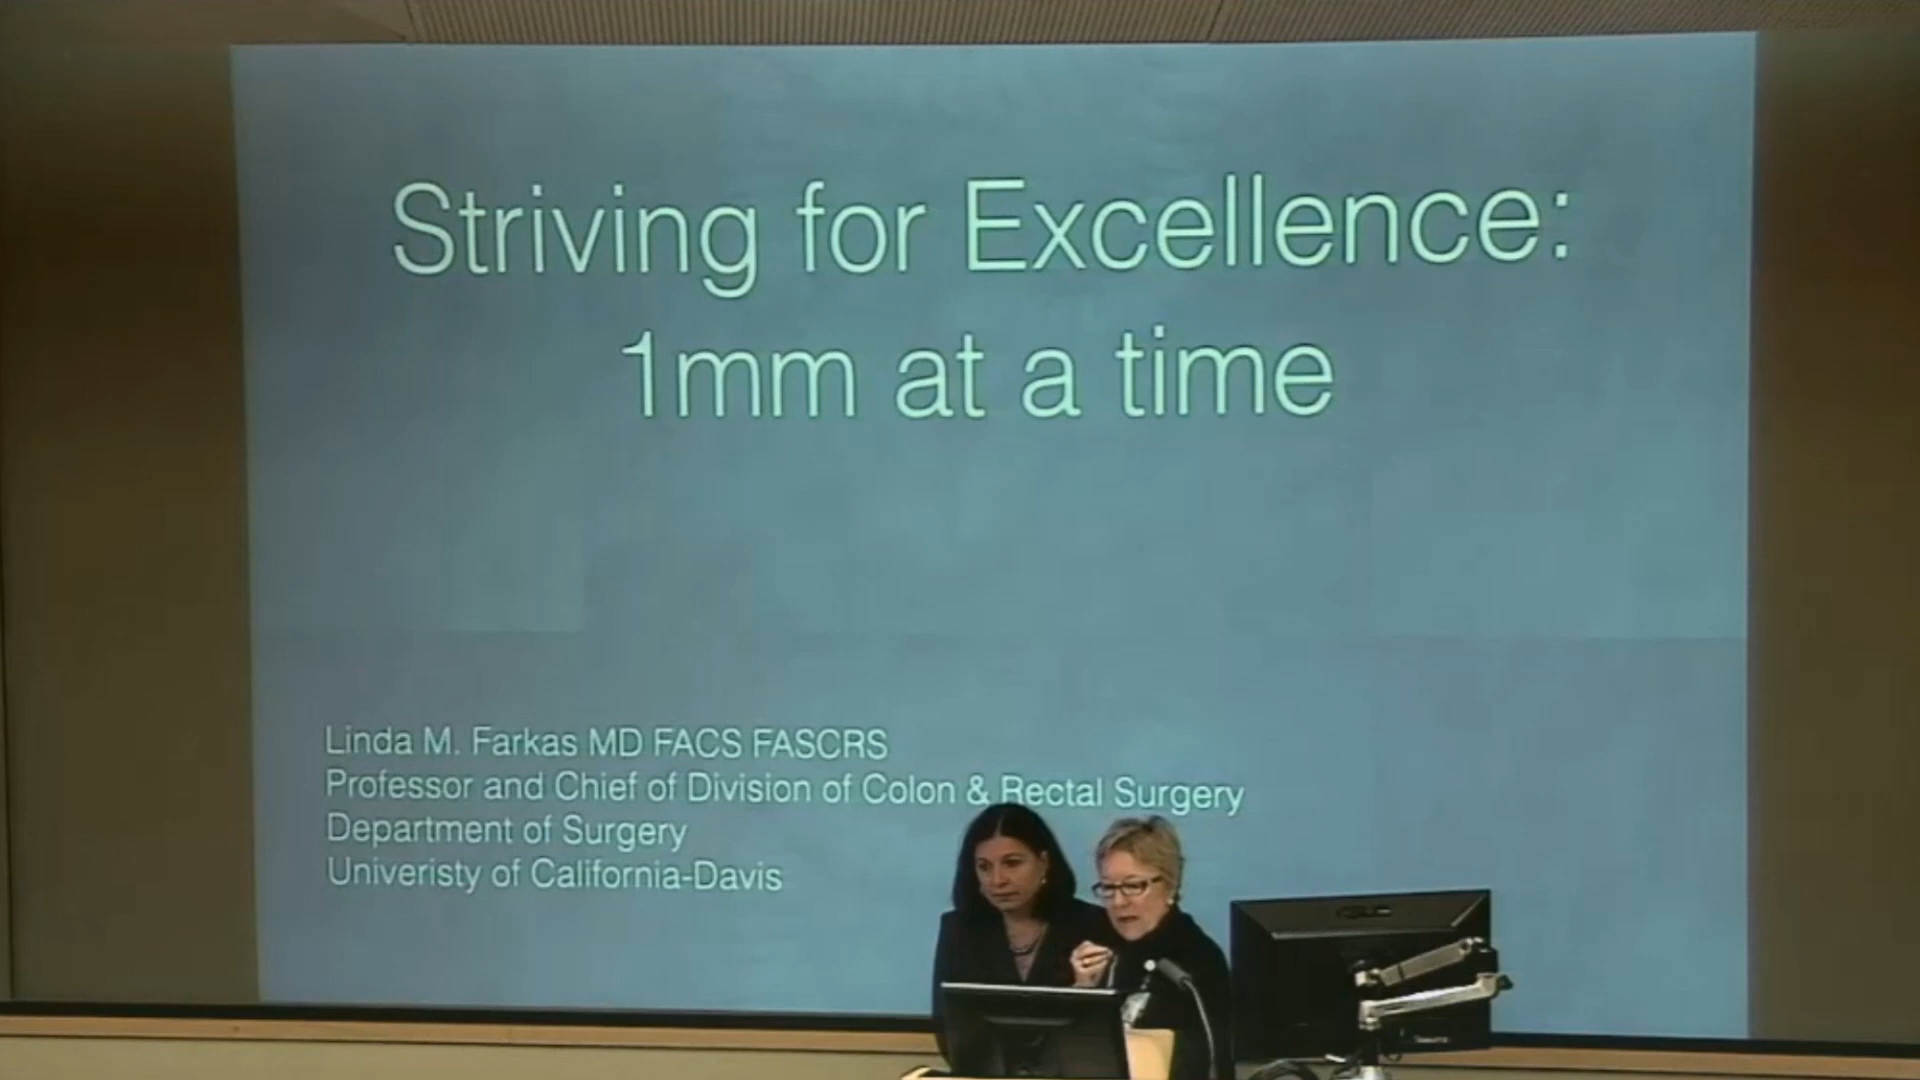 Striving for Excellence:
1mm at a time
Linda M. Farkas MD FACS FASCRS
Professor and Chief of Division of Colon & Rectal Surgery
Department of Surgery
Univeristy of California-Davis